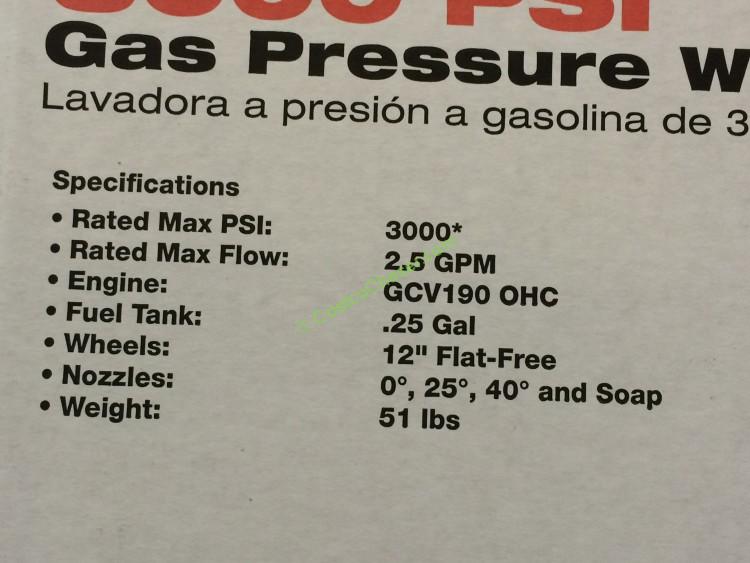 3000 PSI
Gas Pressure W
Lavadora a presión a gasolina de 3
Specifications
• Rated Max PSI: 3000*
• Rated Max Flow: 2.5 GPM
• Engine: GCV190 OHC
• Fuel Tank: .25 Gal
• Wheels: 12" Flat-Free
• Nozzles: 0°, 25°, 40° and Soap
• Weight: 51 lbs